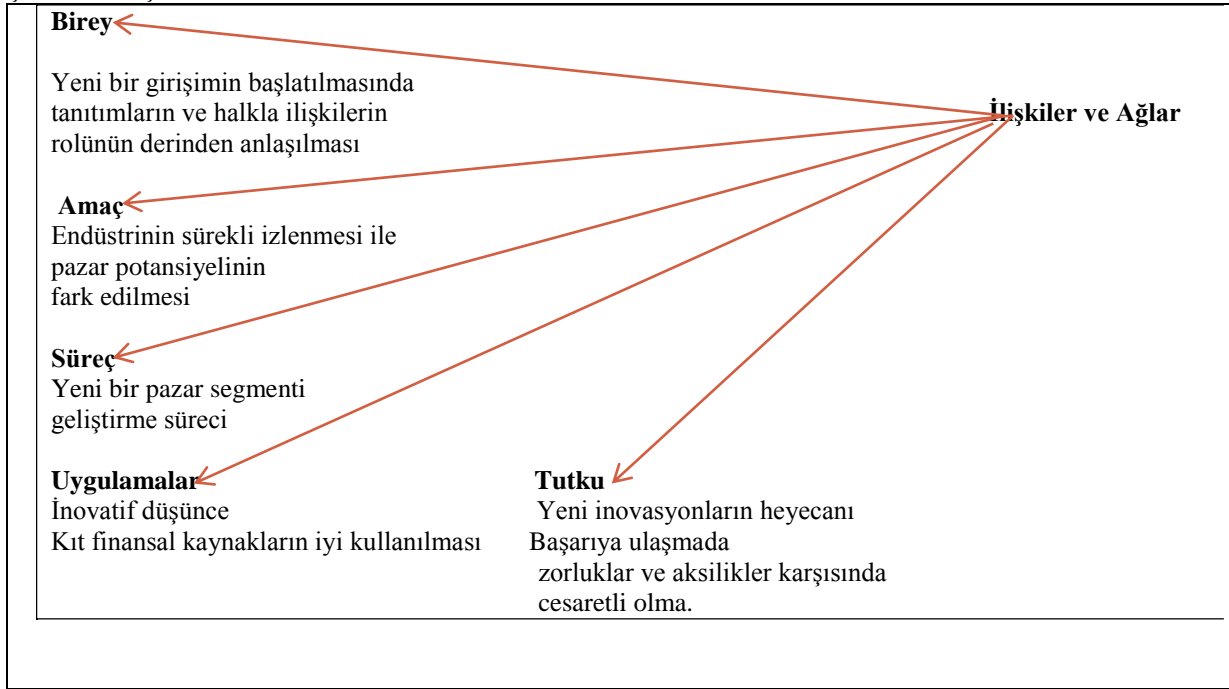 Birey
Yeni bir girişimin başlatılmasında
tanıtımların ve halkla ilişkilerin
rolünün derinden anlaşılması
İlişkiler ve Ağlar
Amaç
Endüstrinin sürekli izlenmesi ile
pazar potansiyelinin
fark edilmesi
Süreç
Yeni bir pazar segmenti
geliştirme süreci
Uygulamalar
İnovatif düşünce
Kıt finansal kaynakların iyi kullanılması
Tutku
Yeni inovasyonların heyecanı
Başarıya ulaşmada
zorluklar ve aksilikler karşısında
cesaretli olma.